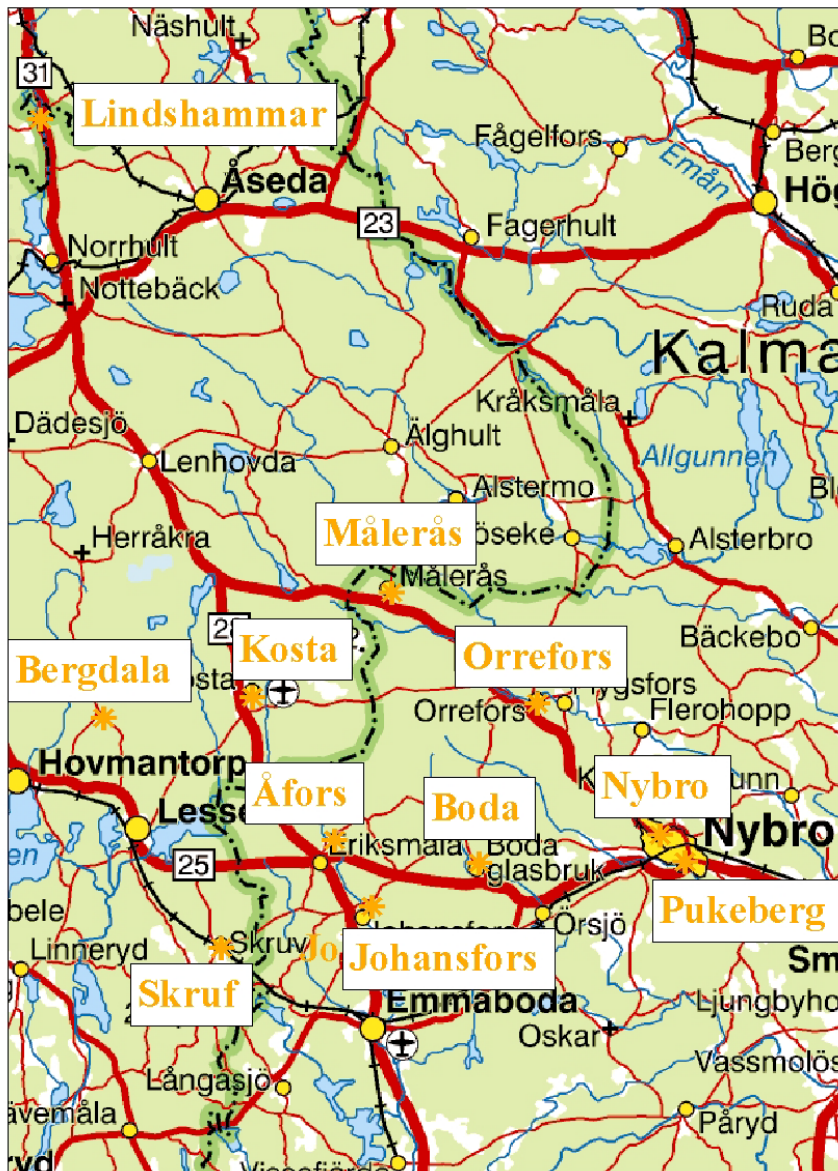 Näshult
Bo
31
Lindshammar
Fågelfors
Berg
Emån
Åseda
Hög
23
Fagerhult
Norrhult
Nottebäck
Ruda
Kalma
Kråksmåla
Dädesjö
Älghult
Allgunnen
Lenhovda
Alstermo
Målerås
öseke
Alsterbro
Herråkra
Målerås
Bäckebo
Kosta
Orrefors
Bergdala
Orrefors
Flerohopp
Hovmantorp
Åfors
Boda
Nybro
unn
Lesse
Eriksmåla
Boda
glasbruk
Nybro
en
25
Pukeberg
bele
Örsjö
Linneryd
Skruv
Jo
Johansfors
Sm
Skruf
Emmaboda
Ljungbyho
Oskar
Vassmolös
Långasjö
ävemåla
Påryd
ryd